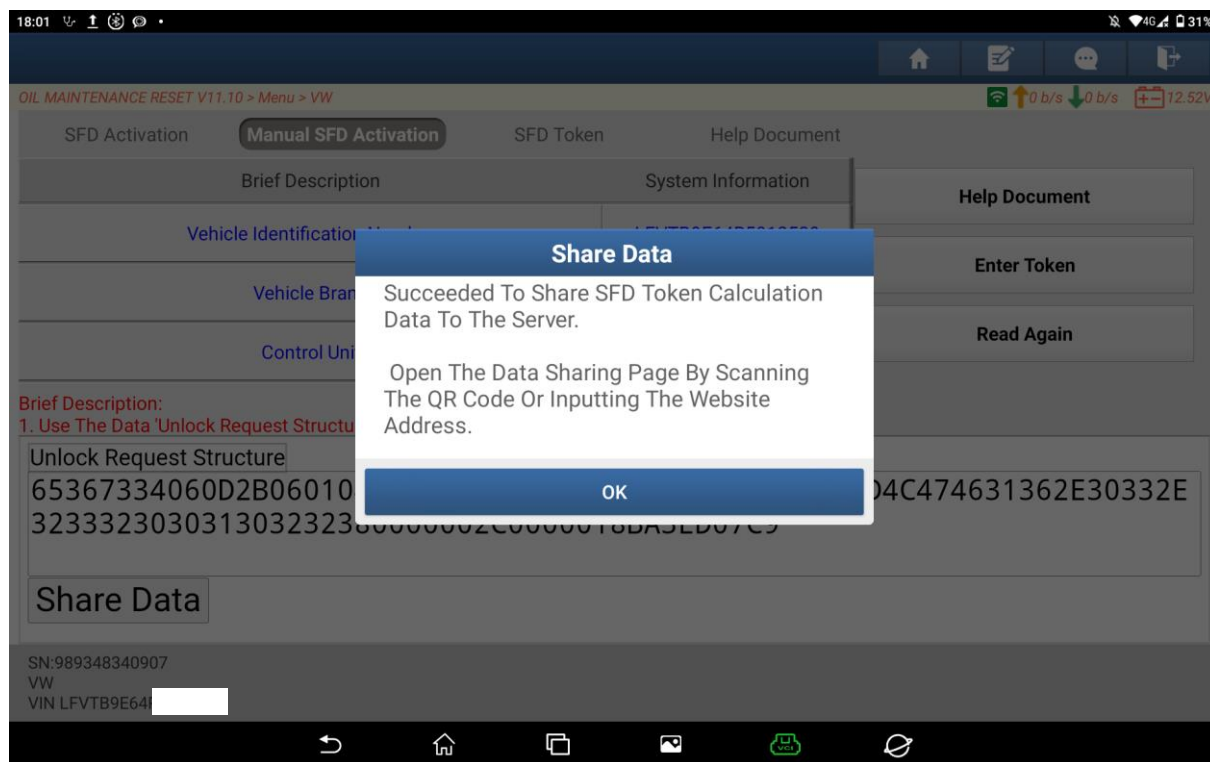 18:01
4G 31%
OIL MAINTENANCE RESET V11.10 > Menu > VW
0 b/s 0 b/s 12.52V
SFD Activation Manual SFD Activation SFD Token Help Document
Brief Description System Information
Help Document
Vehicle Identification
Share Data
Enter Token
Vehicle Bran
Succeeded To Share SFD Token Calculation
Data To The Server.
Read Again
Control Uni
Open The Data Sharing Page By Scanning
The QR Code Or Inputting The Website
Address.
Brief Description:
1. Use The Data 'Unlock Request Structu
Unlock Request Structure
OK
65367334060D2B06010 4C474631362E30332E
Share Data
SN:989348340907
VW
VIN LFVTB9E64
VCI